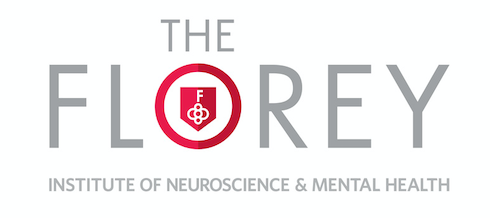 THE
FLOREY
F
INSTITUTE OF NEUROSCIENCE & MENTAL HEALTH